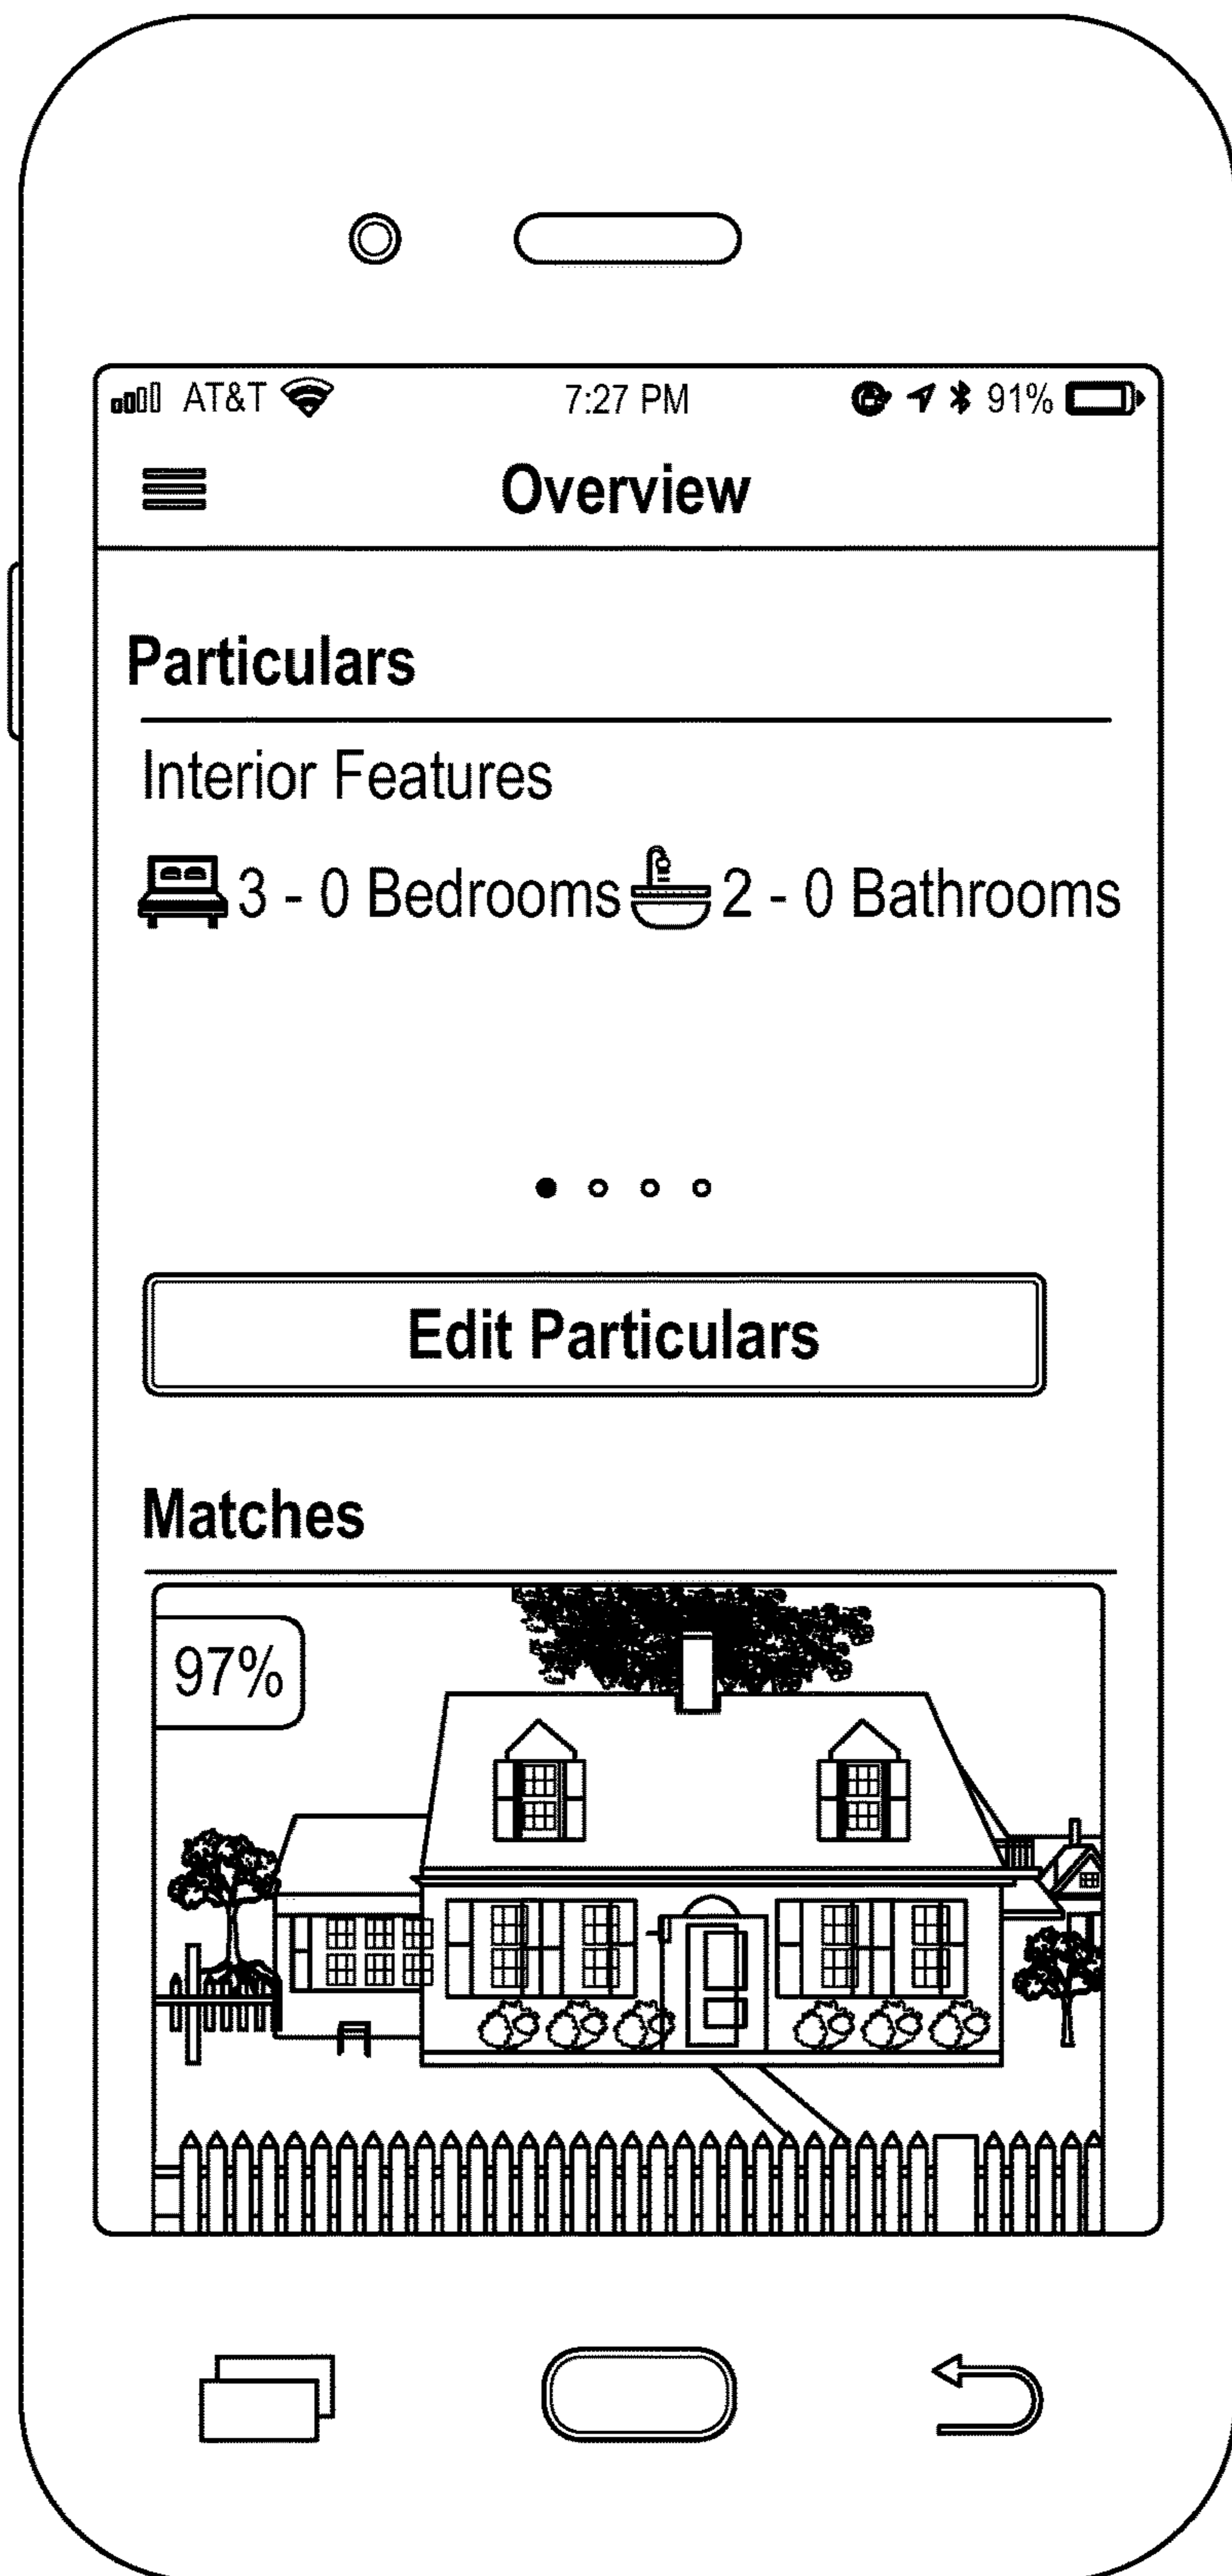 AT&T 7:27 PM 91%
Overview
Particulars
Interior Features
3 - 0 Bedrooms 2 - 0 Bathrooms
Edit Particulars
Matches
97%